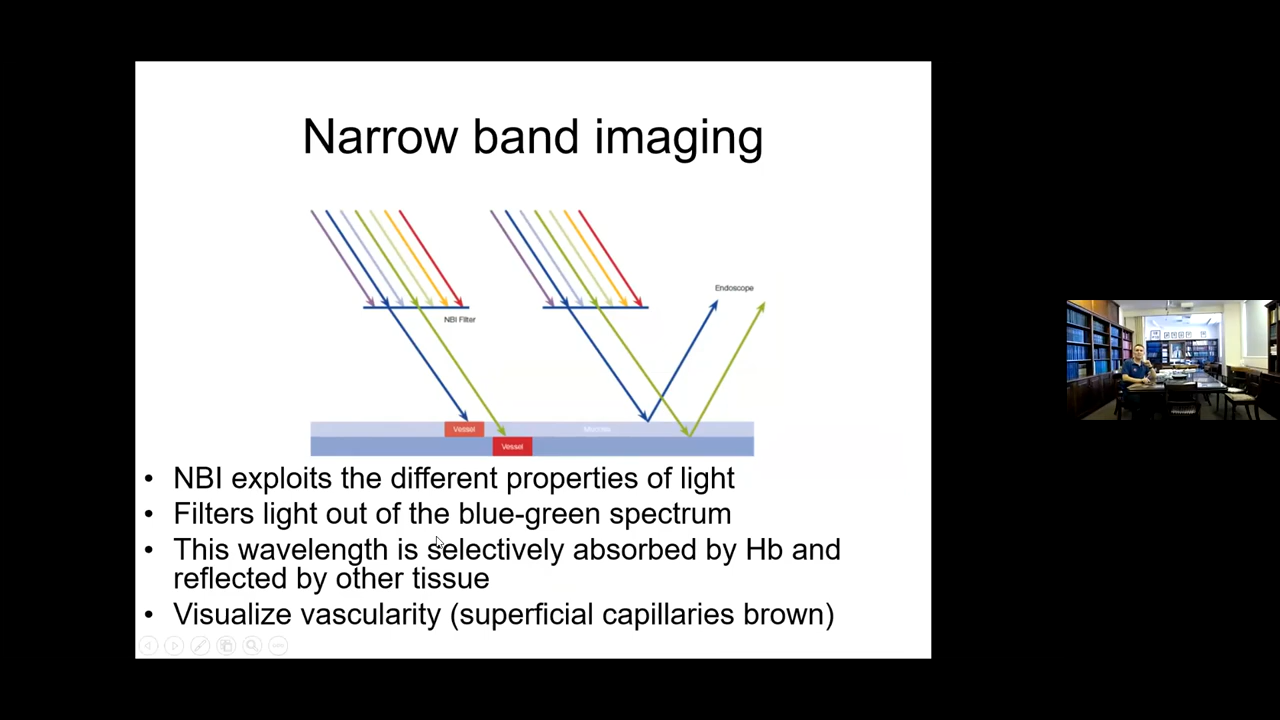 Narrow band imaging
Endoscope
NBI Filter
Vessel
Mucosa
Vessel
• NBI exploits the different properties of light
• Filters light out of the blue-green spectrum
• This wavelength is selectively absorbed by Hb and
reflected by other tissue
• Visualize vascularity (superficial capillaries brown)